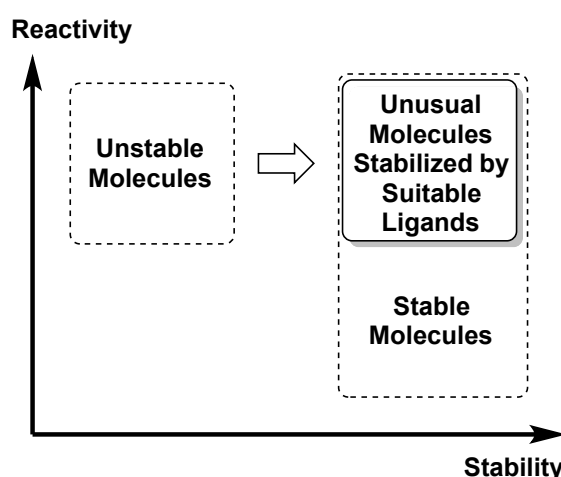 Reactivity
Unstable
Molecules
Unusual
Molecules
Stabilized by
Suitable
Ligands
Stable
Molecules
Stability